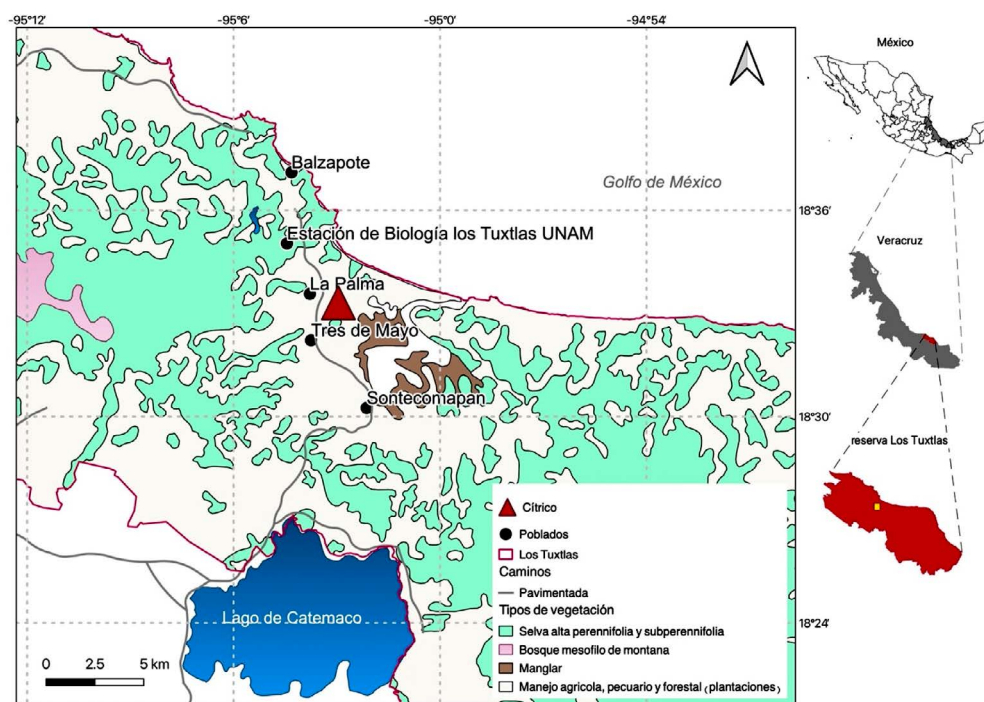 -95°12'
-95°6'
-95°0'
-94°54'
México
Balzapote
Golfo de México
18°36'
Estación de Biología los Tuxtlas UNAM
Veracruz
La Palma
Tres de Mayo
Sontecomapan
18°30'
reserva Los Tuxtlas
Cítrico
Poblados
Los Tuxtlas
Caminos
Pavimentada
Tipos de vegetación
Lago de Catemaco
18°24'
Selva alta perennifolia y subperennifolia
Bosque mesofilo de montana
0 2.5 5 km
Manglar
Manejo agricola, pecuario y forestal (plantaciones)